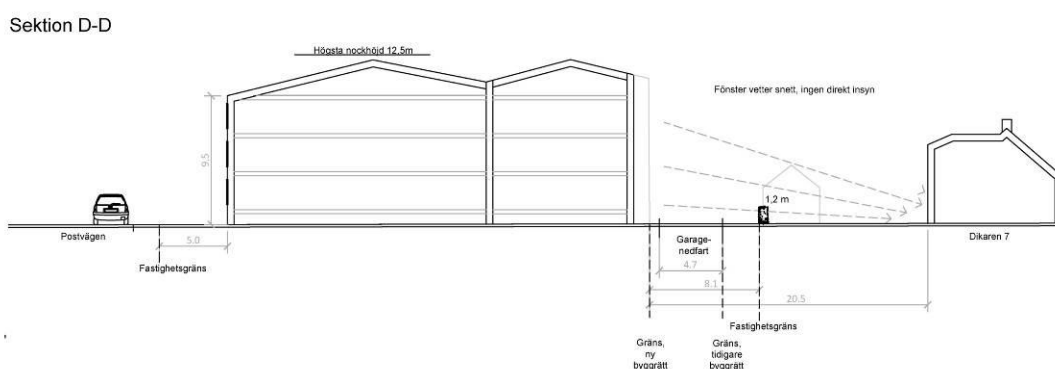 Sektion D-D
Högsta nockhöjd 12,5m
Fönster vetter snett, ingen direkt insyn
9.5
1,2 m
Postvägen
5.0
Fastighetsgräns
Garage-
nedfart
4.7
8.1
20.5
Dikaren 7
Fastighetsgräns
Gräns,
ny
byggrätt
Gräns,
tidigare
byggrätt